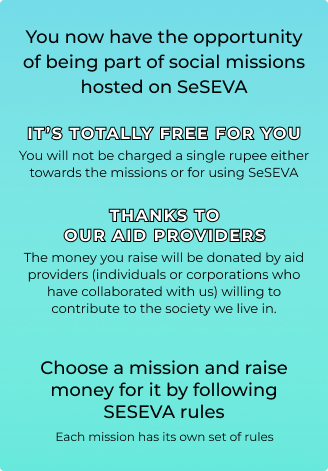 You now have the opportunity
of being part of social missions
hosted on SeSEVA
IT'S TOTALLY FREE FOR YOU
You will not be charged a single rupee either
towards the missions or for using SeSEVA
THANKS TO
OUR AID PROVIDERS
The money you raise will be donated by aid
providers (individuals or corporations who
have collaborated with us) willing to
contribute to the society we live in.
Choose a mission and raise
money for it by following
SESEVA rules
Each mission has its own set of rules